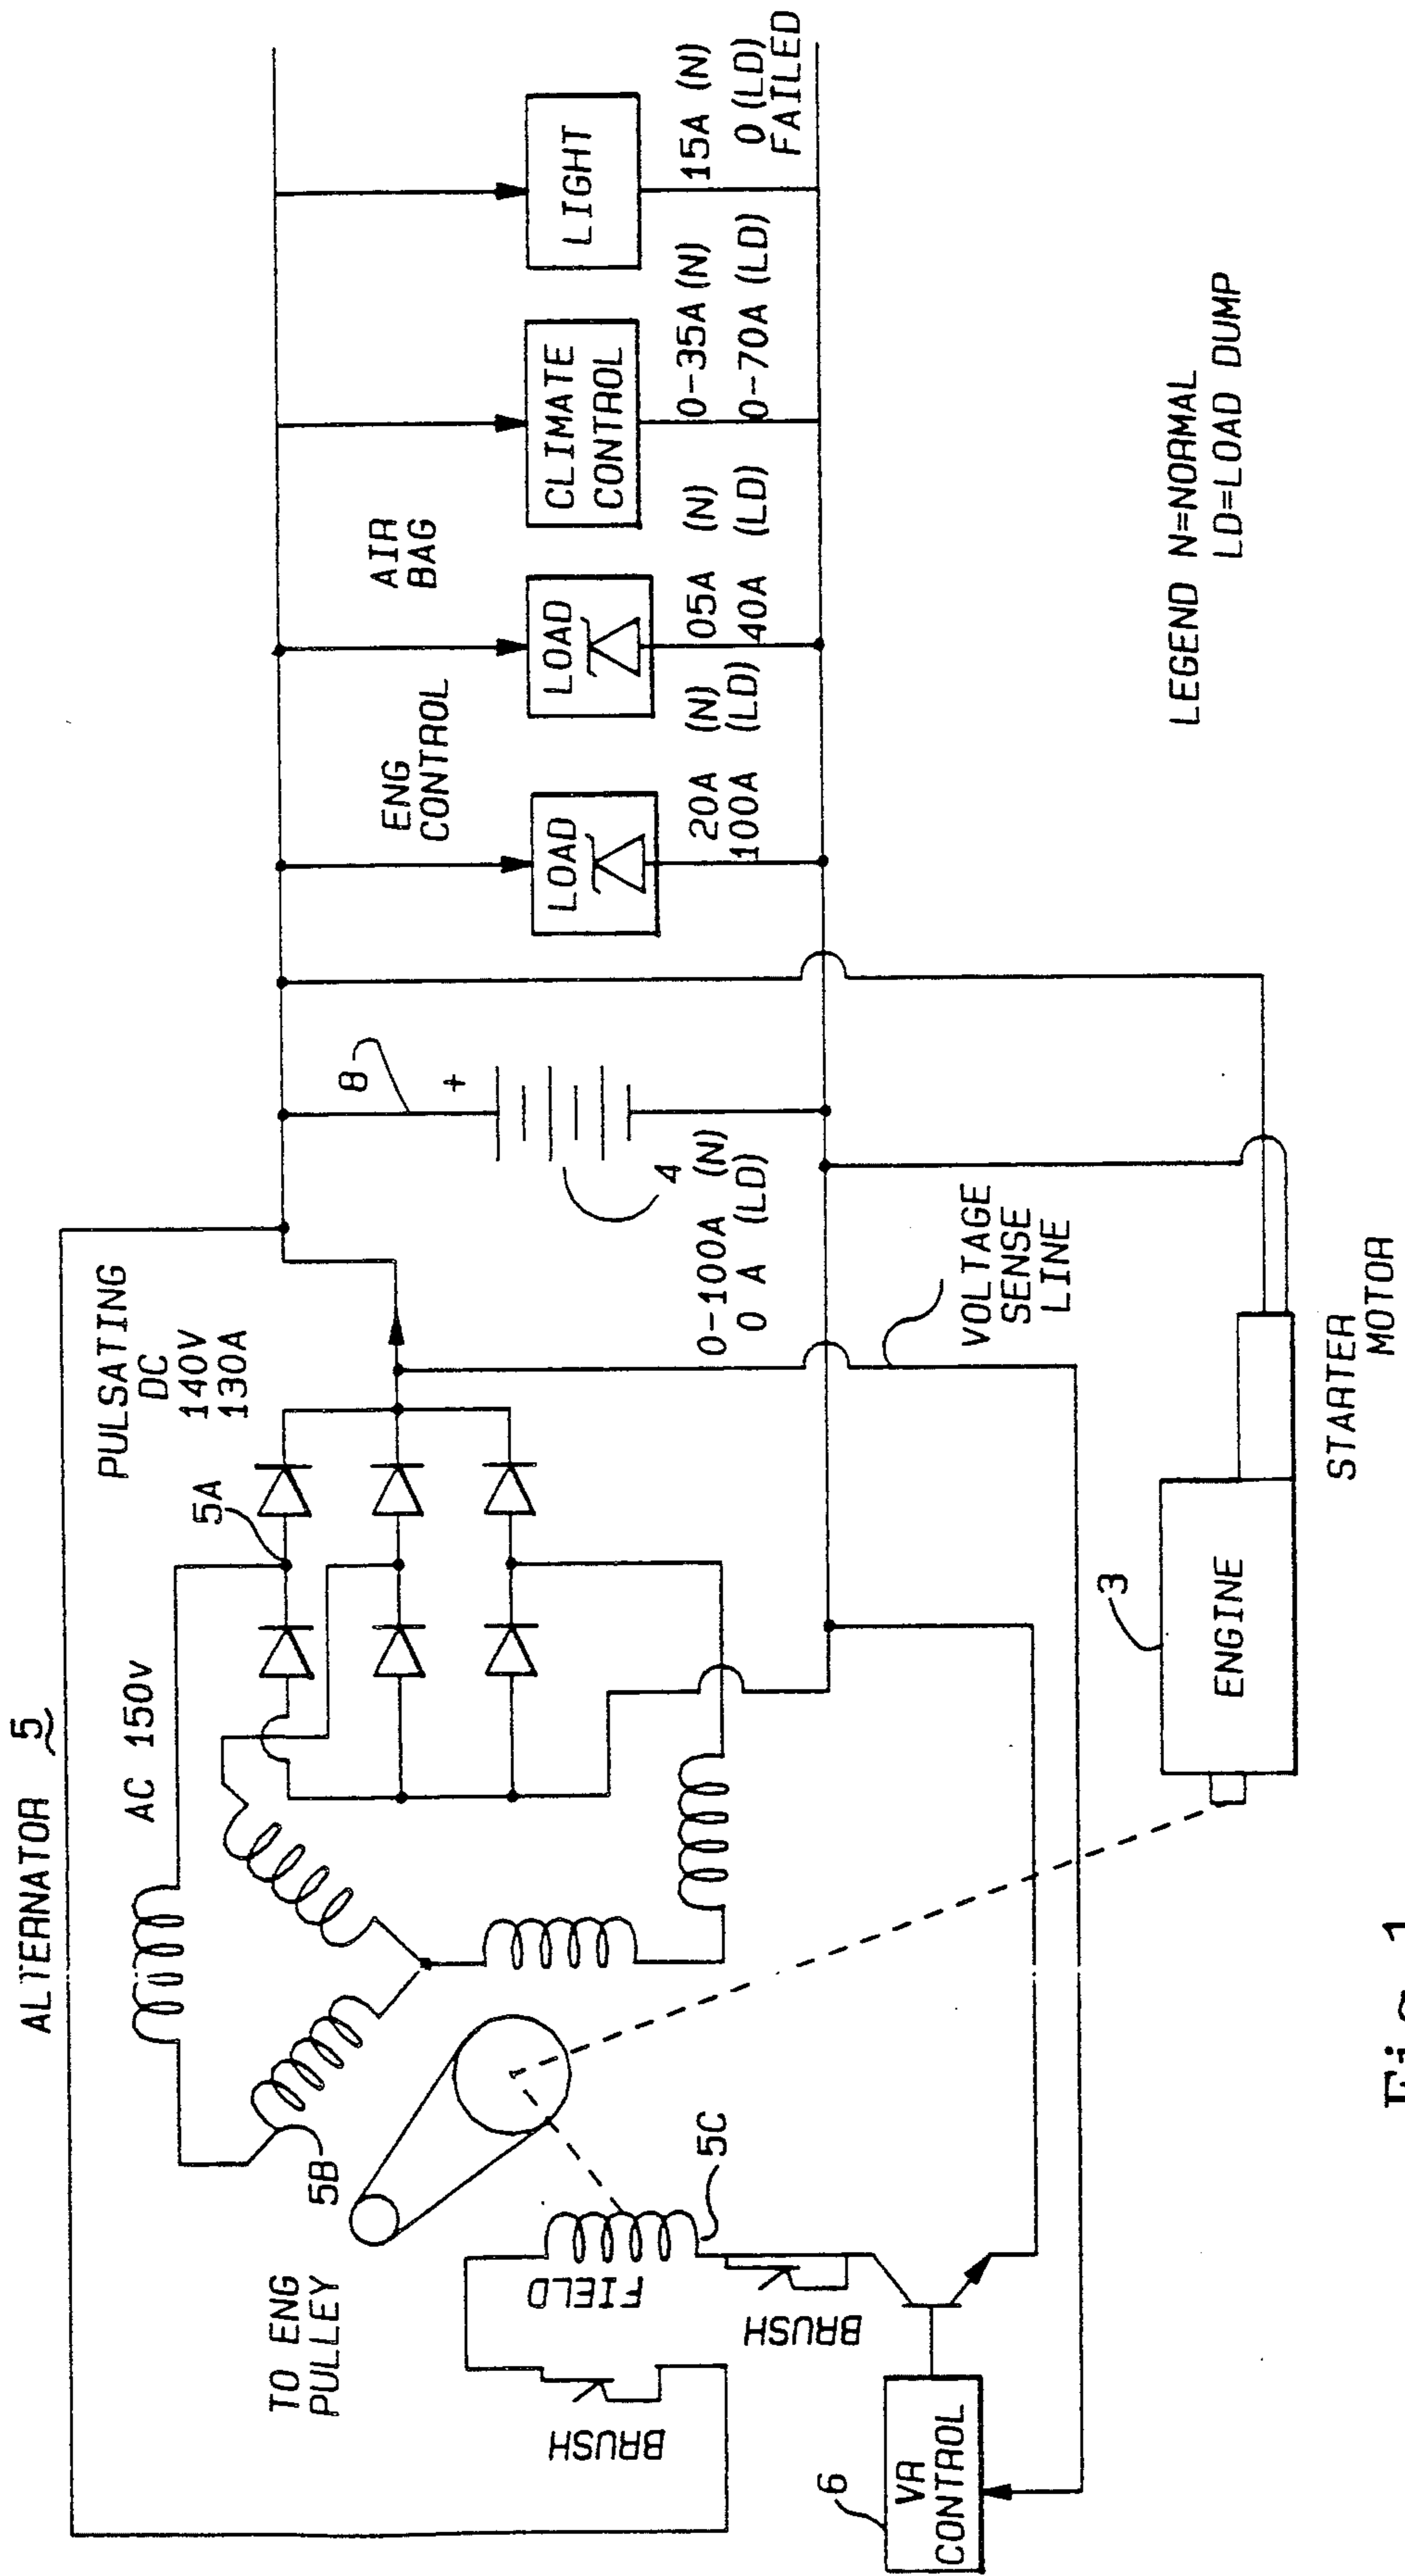 ALTERNATOR 5
AC 150v
5A
PULSATING
DC
140V
130A
5B
TO ENG
PULLEY
BRUSH
FIELD
5C
BRUSH
6
VR
CONTROL
8
+
4
0-100A (N)
0 A (LD)
VOLTAGE
SENSE
LINE
3
ENGINE
STARTER
MOTOR
ENG
CONTROL
LOAD
20A (N)
100A (LD)
AIR
BAG
LOAD
05A (N)
40A (LD)
CLIMATE
CONTROL
0-35A (N)
0-70A (LD)
LIGHT
15A (N)
0 (LD)
FAILED
LEGEND N=NORMAL
LD=LOAD DUMP